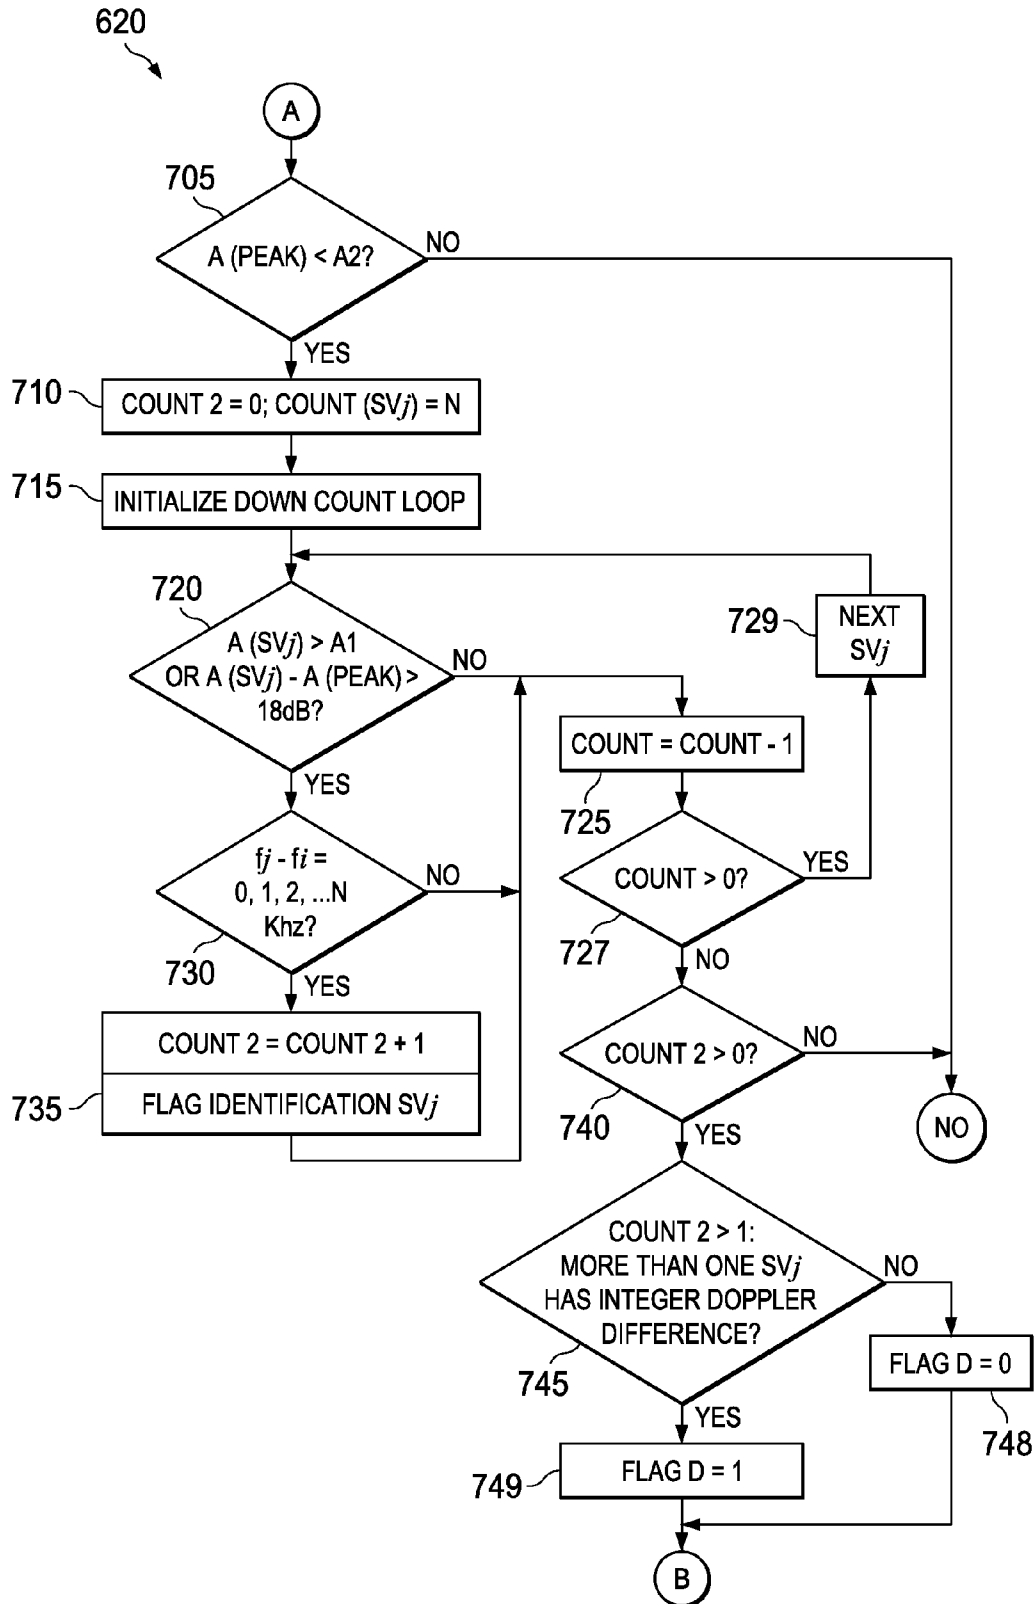 620
A
705
A (PEAK) < A2?
NO
YES
710
COUNT 2 = 0; COUNT (SVj) = N
715
INITIALIZE DOWN COUNT LOOP
720
A (SVj) > A1
OR A (SVj) - A (PEAK) >
18dB?
NO
YES
729
NEXT
SVj
COUNT = COUNT - 1
725
fj - fi =
0, 1, 2, ...N
Khz?
NO
730
YES
COUNT > 0?
YES
727
NO
COUNT 2 = COUNT 2 + 1
735
FLAG IDENTIFICATION SVj
COUNT 2 > 0?
NO
740
YES
NO
COUNT 2 > 1:
MORE THAN ONE SVj
HAS INTEGER DOPPLER
DIFFERENCE?
NO
745
YES
FLAG D = 0
748
749
FLAG D = 1
B